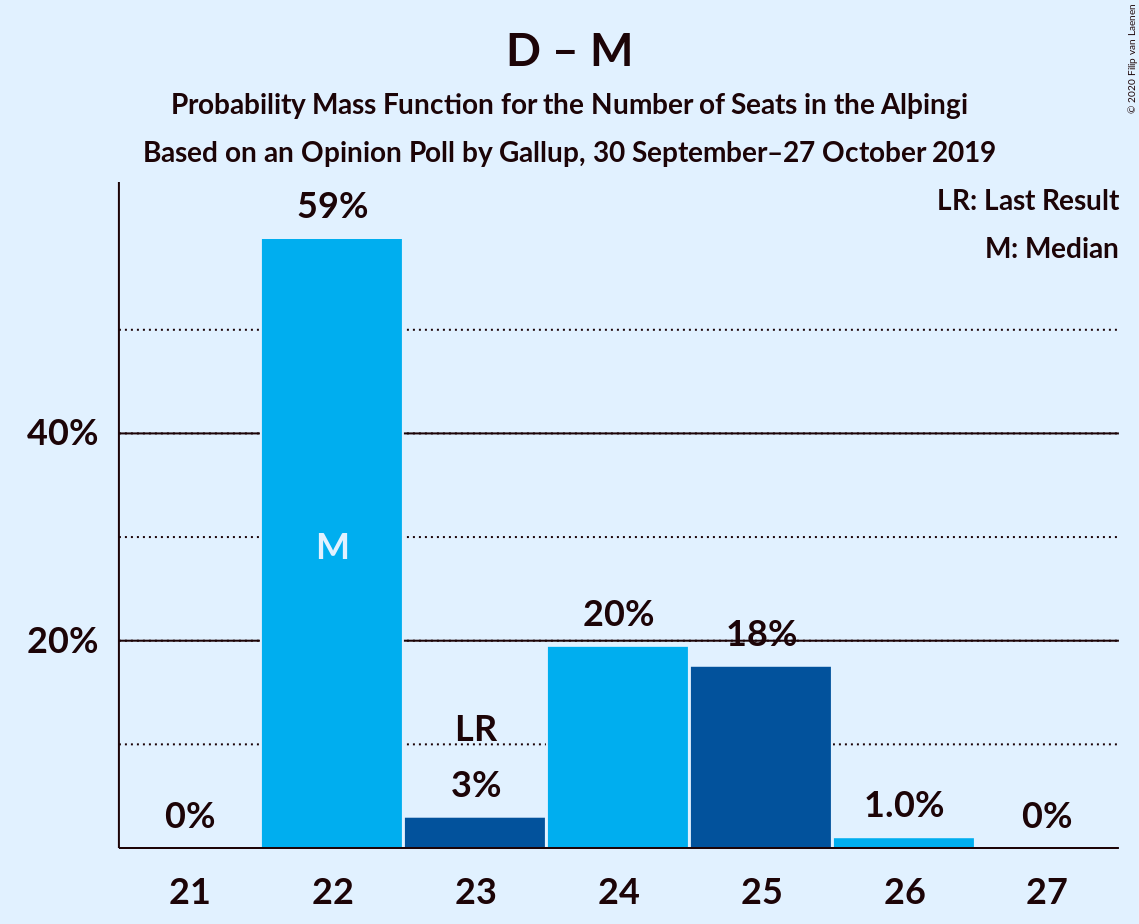 D – M
Probability Mass Function for the Number of Seats in the Alþingi
Based on an Opinion Poll by Gallup, 30 September–27 October 2019
© 2020 Filip van Laenen
LR: Last Result
M: Median
59%
40%
M
20%
20%
18%
LR
3%
0%
1.0%
0%
21 22 23 24 25 26 27